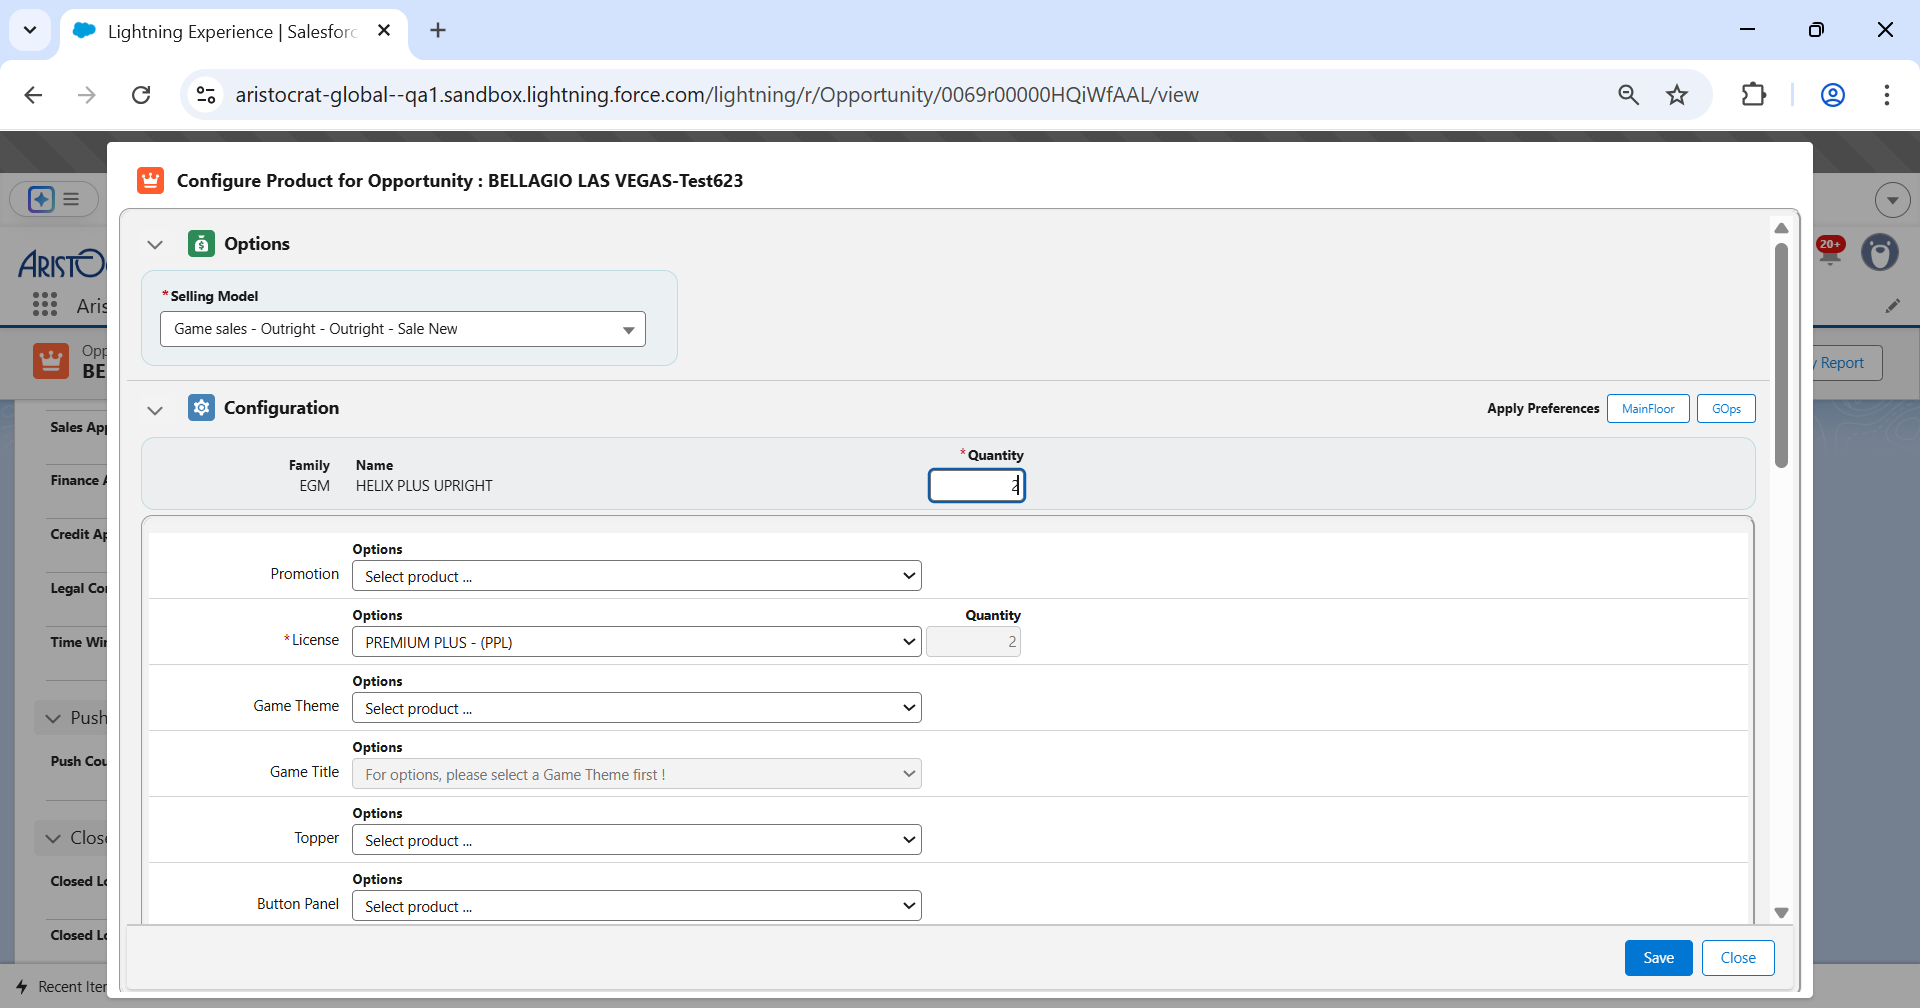 Lightning Experience | Salesforc
aristocrat-global--qa1.sandbox.lightning.force.com/lightning/r/Opportunity/0069r00000HQiWfAAL/view
Configure Product for Opportunity : BELLAGIO LAS VEGAS-Test623
Options
*Selling Model
Game sales - Outright - Outright - Sale New
Configuration
Apply Preferences
MainFloor
GOps
Family
Name
*Quantity
EGM
HELIX PLUS UPRIGHT
2
Options
Promotion
Select product ...
Options
Quantity
*License
PREMIUM PLUS - (PPL)
2
Options
Game Theme
Select product ...
Options
Game Title
For options, please select a Game Theme first !
Options
Topper
Select product ...
Options
Button Panel
Select product ...
Save
Close
ARISTO
Aris
Opp
BE
20+
y Report
Sales App
Finance A
Credit Ap
Legal Con
Time Win
Push
Push Cou
Close
Closed Lo
Closed Lo
Recent Iter